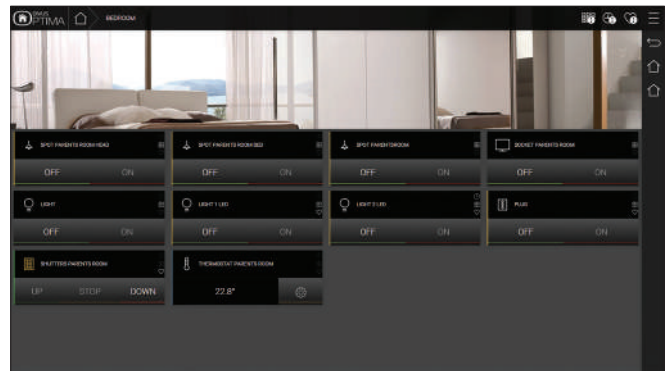 DIVUS
OPTIMA BEDROOM
SPOT PARENTS ROOM HEAD
OFF ON
SPOT PARENTS ROOM BED
OFF ON
SPOT PARENTSROOM
OFF ON
SOCKET PARENTS ROOM
OFF ON
LIGHT
OFF ON
LIGHT 1 LED
OFF ON
LIGHT 2 LED
OFF ON
PLUG
OFF ON
SHUTTERS PARENTS ROOM
UP STOP DOWN
THERMOSTAT PARENTS ROOM
22.8°